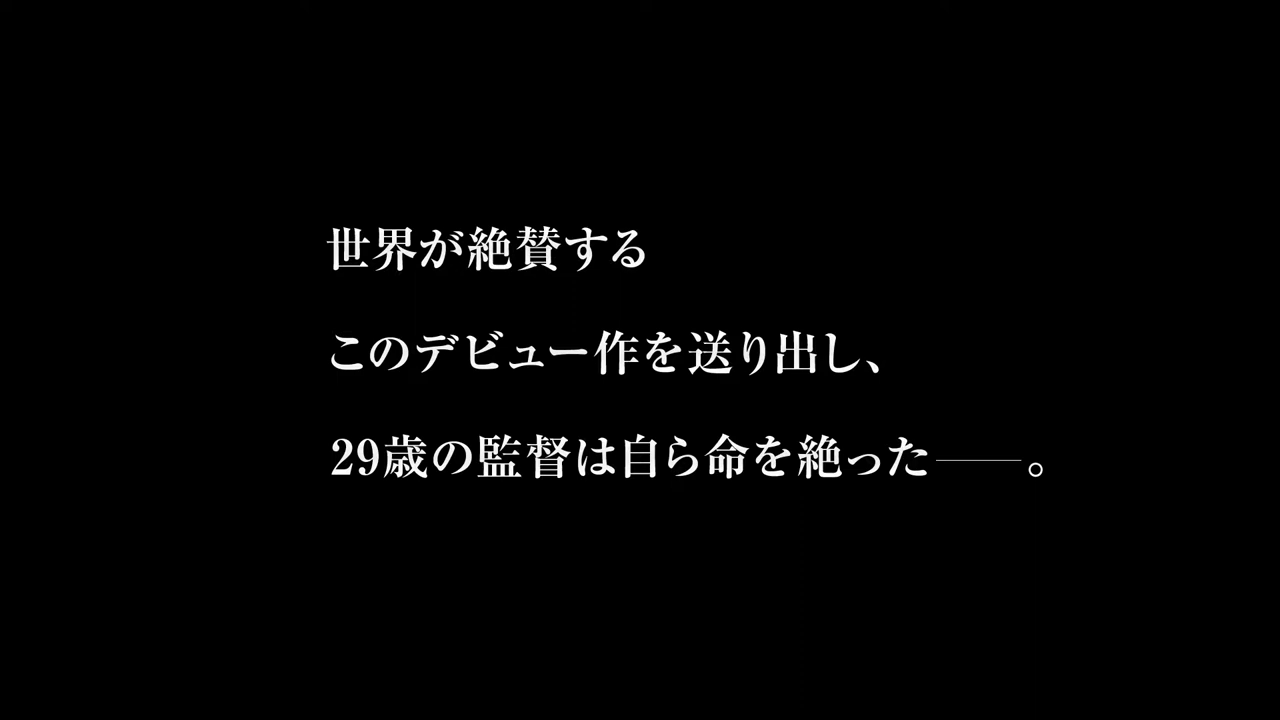 世界が絶賛する
このデビュー作を送り出し、
29歳の監督は自ら命を絶った――。